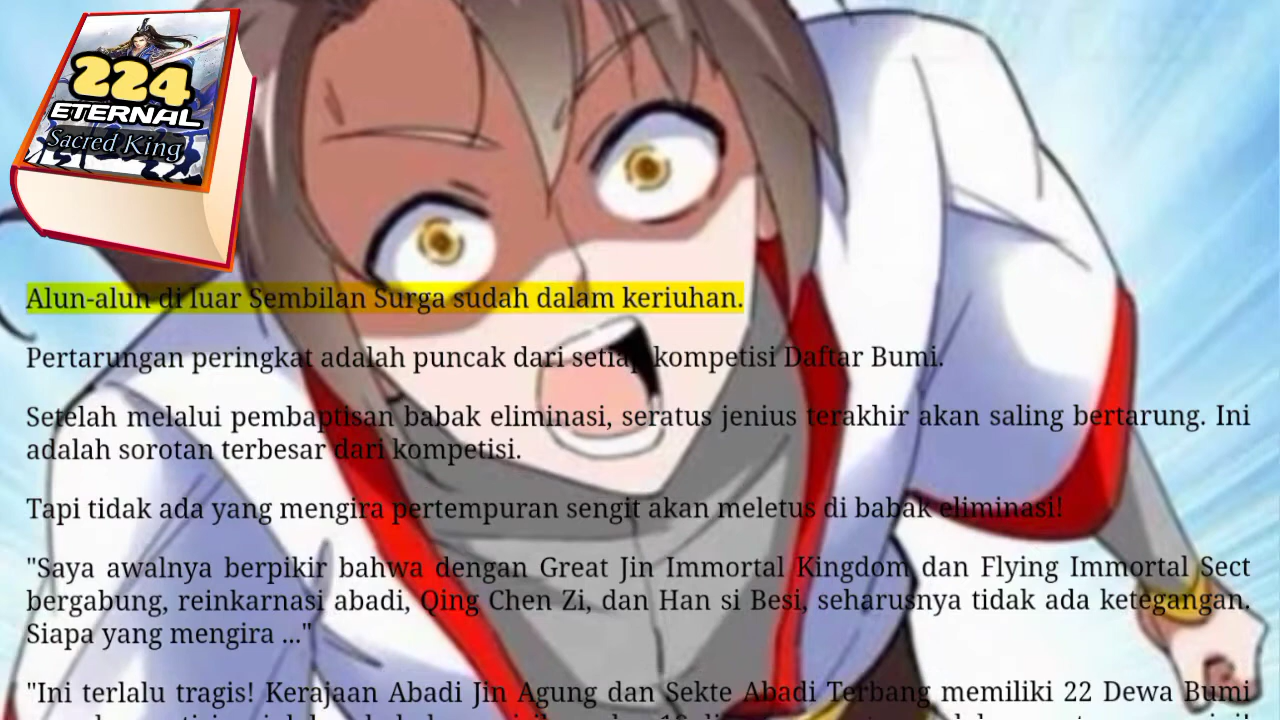 224
ETERNAL
Sacred King
Alun-alun di luar Sembilan Surga sudah dalam keriuhan.
Pertarungan peringkat adalah puncak dari setiap kompetisi Daftar Bumi.
Setelah melalui pembaptisan babak eliminasi, seratus jenius terakhir akan saling bertarung. Ini
adalah sorotan terbesar dari kompetisi.
Tapi tidak ada yang mengira pertempuran sengit akan meletus di babak eliminasi!
"Saya awalnya berpikir bahwa dengan Great Jin Immortal Kingdom dan Flying Immortal Sect
bergabung, reinkarnasi abadi, Qing Chen Zi, dan Han si Besi, seharusnya tidak ada ketegangan.
Siapa yang mengira ..."
"Ini terlalu tragis! Kerajaan Abadi Jin Agung dan Sekte Abadi Terbang memiliki 22 Dewa Bumi